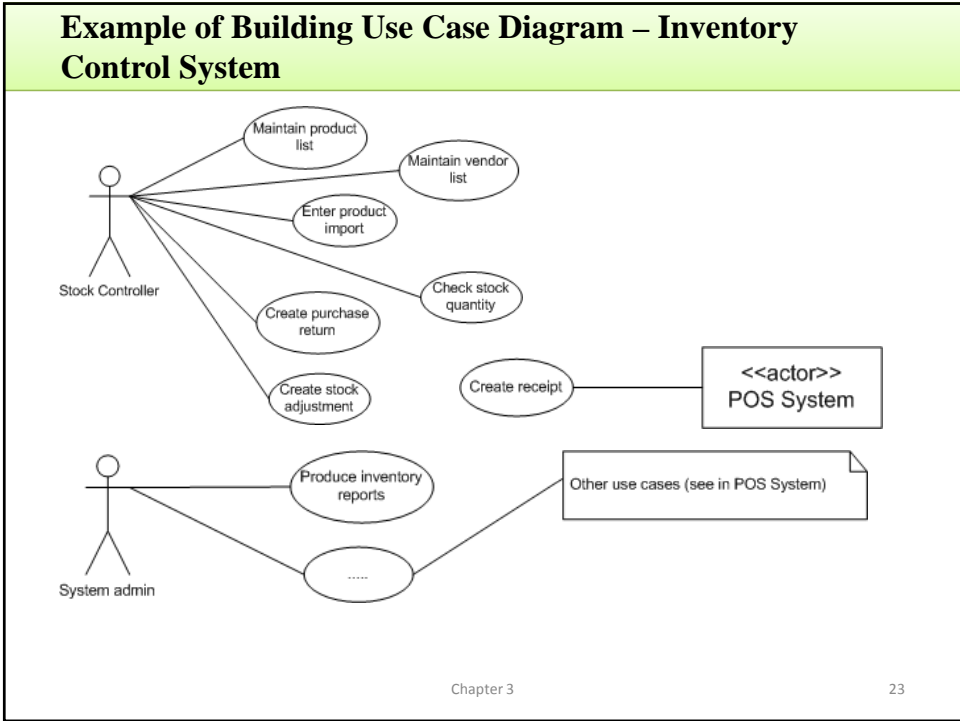 Example of Building Use Case Diagram – Inventory
Control System
Maintain product
list
Maintain vendor
list
Enter product
import
Stock Controller
Check stock
quantity
Create purchase
return
Create stock
adjustment
Create receipt
<<actor>>
POS System
Produce inventory
reports
Other use cases (see in POS System)
.....
System admin
Chapter 3
23